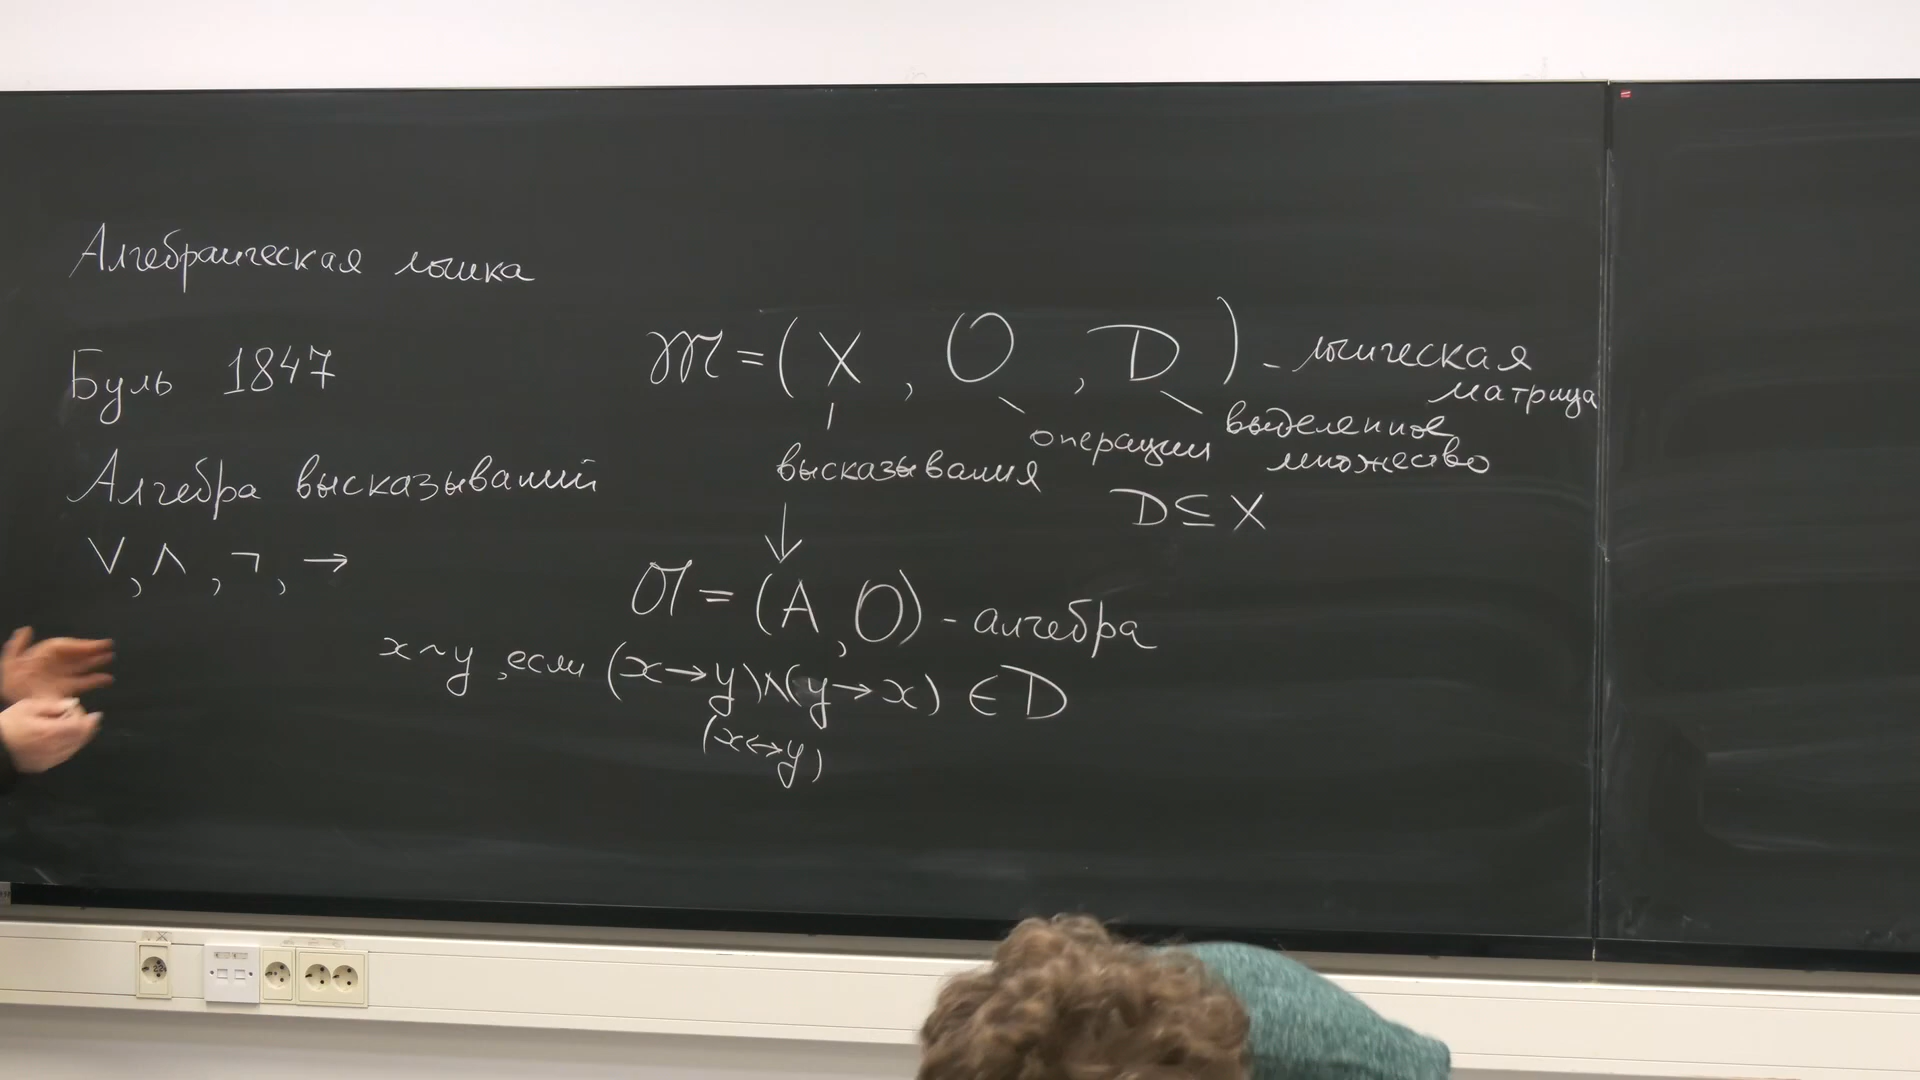 Алгебраическая логика
Буль 1847
Алгебра высказываний
∨, ∧, ¬, →
𝔐 = (X, O, D) - логическая
матрица
высказывания
операции
выделенное
множество
D ⊆ X
↓
𝔄 = (A, O) - алгебра
x ~ y, если (x → y) ∧ (y → x) ∈ D
(x ↔ y)